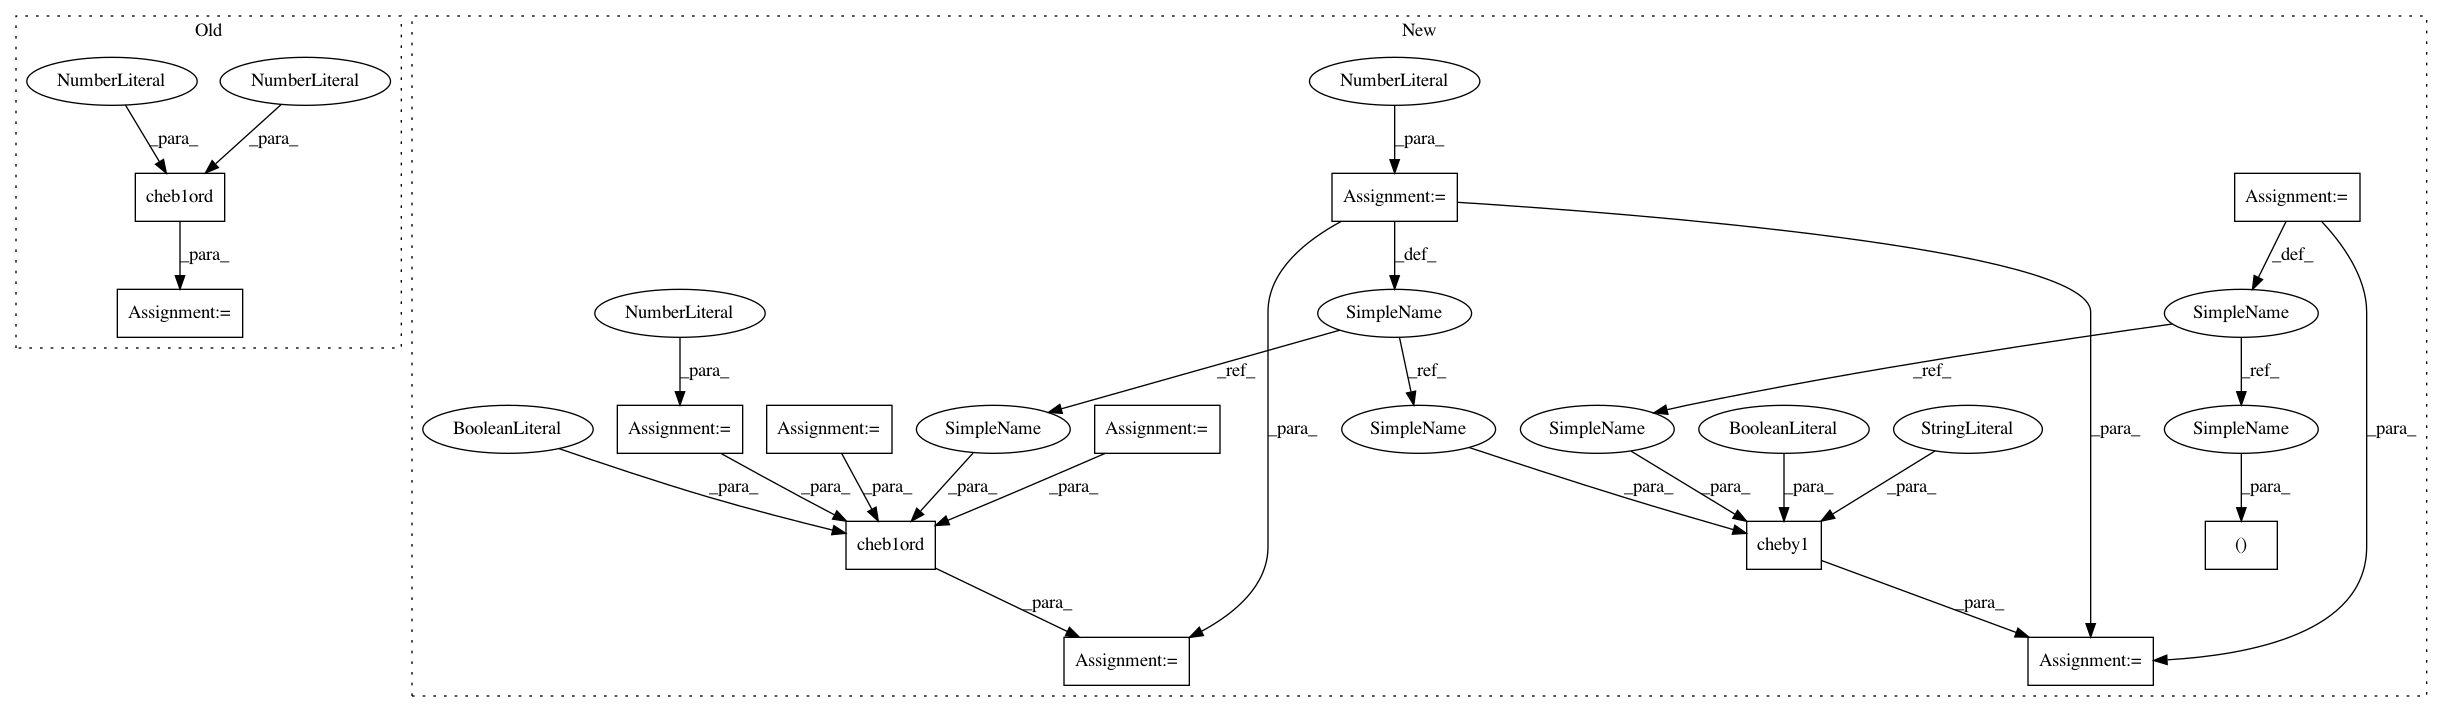 Old
New
NumberLiteral
NumberLiteral
NumberLiteral
_para_
_para_
_para_
cheb1ord
Assignment:=
Assignment:=
_para_
_def_
_def_
Assignment:=
NumberLiteral
SimpleName
SimpleName
_para_
_ref_
_ref_
_ref_
_ref_
BooleanLiteral
Assignment:=
Assignment:=
SimpleName
Assignment:=
_para_
SimpleName
SimpleName
BooleanLiteral
StringLiteral
_para_
SimpleName
_para_
_para_
_para_
_para_
_para_
_para_
_para_
_para_
_para_
_para_
_para_
cheb1ord
cheby1
()
_para_
_para_
Assignment:=
Assignment:=